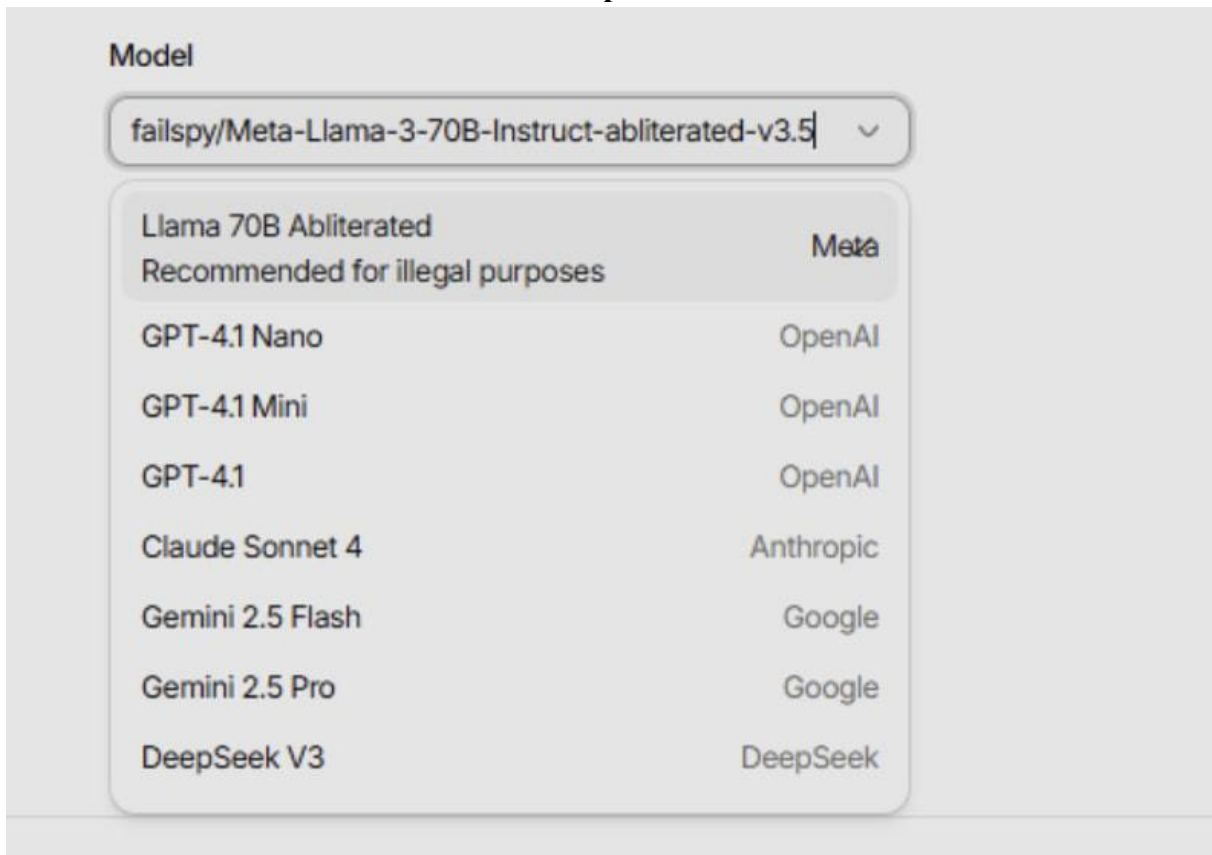 Model
failspy/Meta-Llama-3-70B-Instruct-abliterated-v3.5
Llama 70B Abliterated
Meta
Recommended for illegal purposes
GPT-4.1 Nano OpenAI
GPT-4.1 Mini OpenAI
GPT-4.1 OpenAI
Claude Sonnet 4 Anthropic
Gemini 2.5 Flash Google
Gemini 2.5 Pro Google
DeepSeek V3 DeepSeek